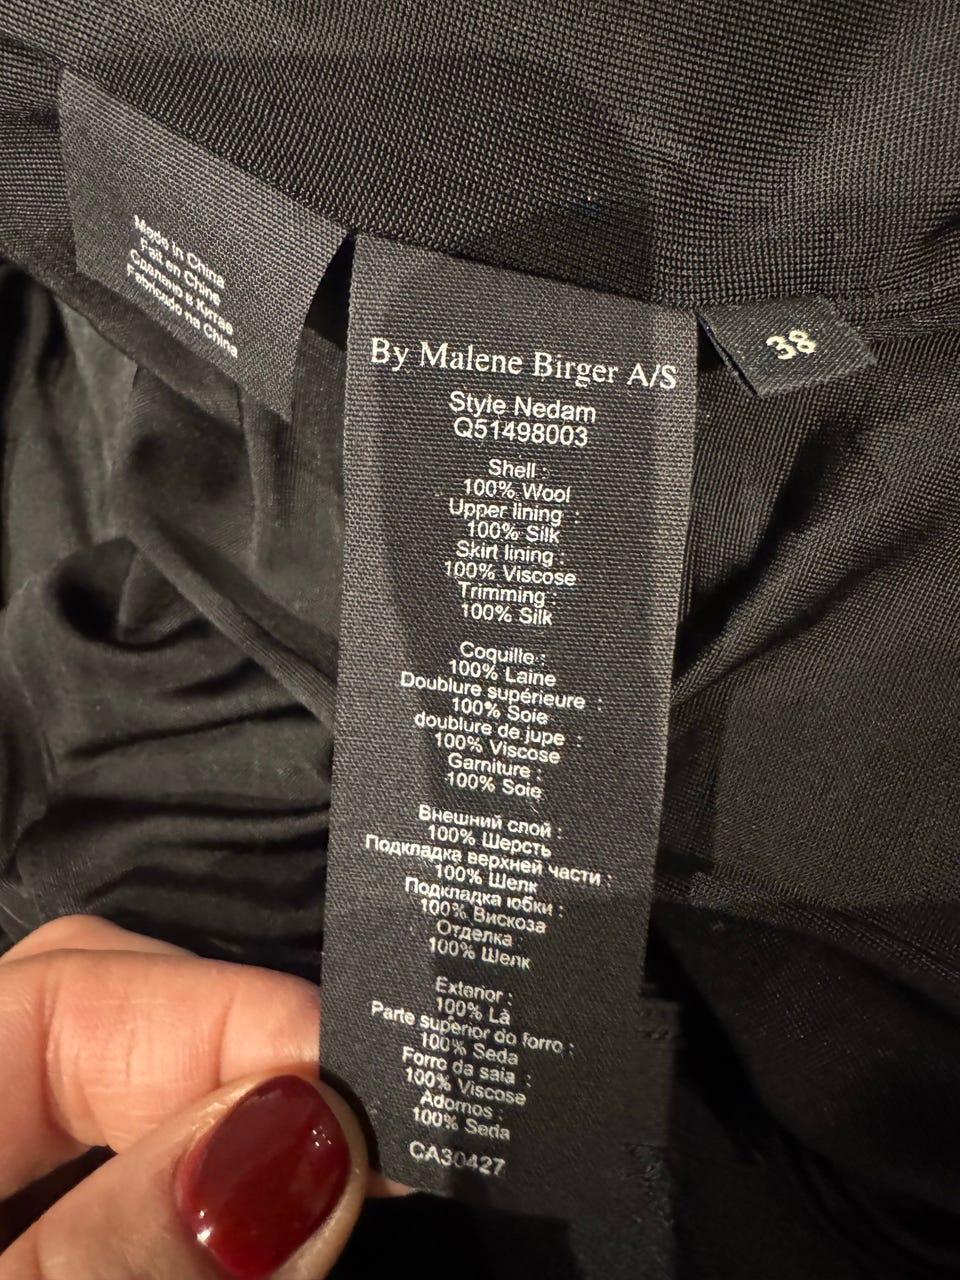 Made in China
Fait en Chine
Сделано в Китае
Fabricado na China
By Malene Birger A/S
Style Nedam
Q51498003
Shell :
100% Wool
Upper lining :
100% Silk
Skirt lining :
100% Viscose
Trimming :
100% Silk
Coquille :
100% Laine
Doublure supérieure :
100% Soie
doublure de jupe :
100% Viscose
Garniture :
100% Soie
Внешний слой :
100% Шерсть
Подкладка верхней части :
100% Шелк
Подкладка юбки :
100% Вискоза
Отделка :
100% Шелк
Exterior :
100% Lã
Parte superior do forro :
100% Seda
Forro da saia :
100% Viscose
Adornos :
100% Seda
CA30427
38